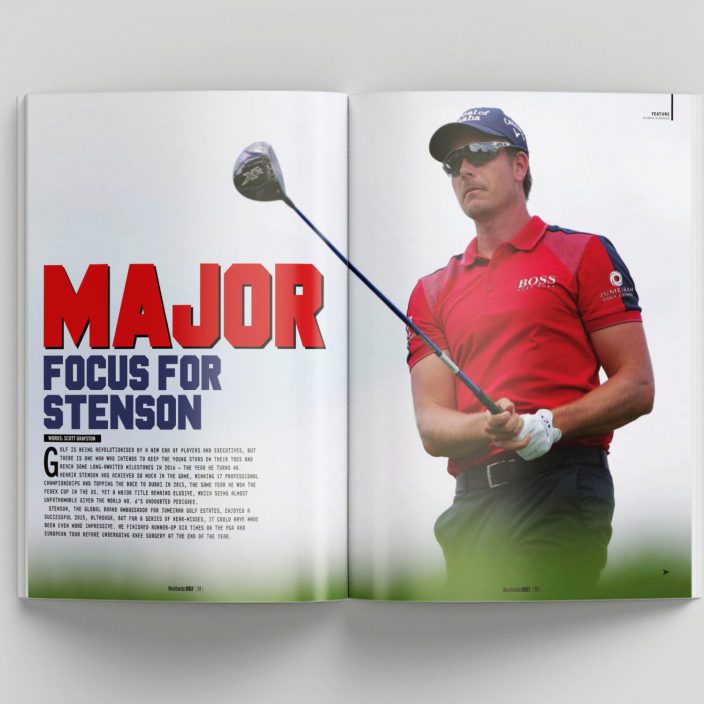 FEATURE
HENRIK STENSON
MAJOR
FOCUS FOR
STENSON
WORDS: SCOTT GRAYSTON
GOLF IS BEING REVOLUTIONISED BY A NEW ERA OF PLAYERS AND EXECUTIVES, BUT
THERE IS ONE MAN WHO INTENDS TO KEEP THE YOUNG STARS ON THEIR TOES AND
REACH SOME LONG-AWAITED MILESTONES IN 2016 – THE YEAR HE TURNS 40.
HENRIK STENSON HAS ACHIEVED SO MUCH IN THE GAME, WINNING 17 PROFESSIONAL
CHAMPIONSHIPS AND TOPPING THE RACE TO DUBAI IN 2013, THE SAME YEAR HE WON THE
FEDEX CUP IN THE US. YET A MAJOR TITLE REMAINS ELUSIVE, WHICH SEEMS ALMOST
UNFATHOMABLE GIVEN THE WORLD NO. 6'S UNDOUBTED PEDIGREE.
STENSON, THE GLOBAL BRAND AMBASSADOR FOR JUMEIRAH GOLF ESTATES, ENJOYED A
SUCCESSFUL 2015, ALTHOUGH, BUT FOR A SERIES OF NEAR-MISSES, IT COULD HAVE MADE
BEEN EVEN MORE IMPRESSIVE. HE FINISHED RUNNER-UP SIX TIMES ON THE PGA AND
EUROPEAN TOUR BEFORE UNDERGOING KNEE SURGERY AT THE END OF THE YEAR.
BOSS
JUMEIRAH
GOLF ESTATES
WorldwideGOLF
WorldwideGOLF